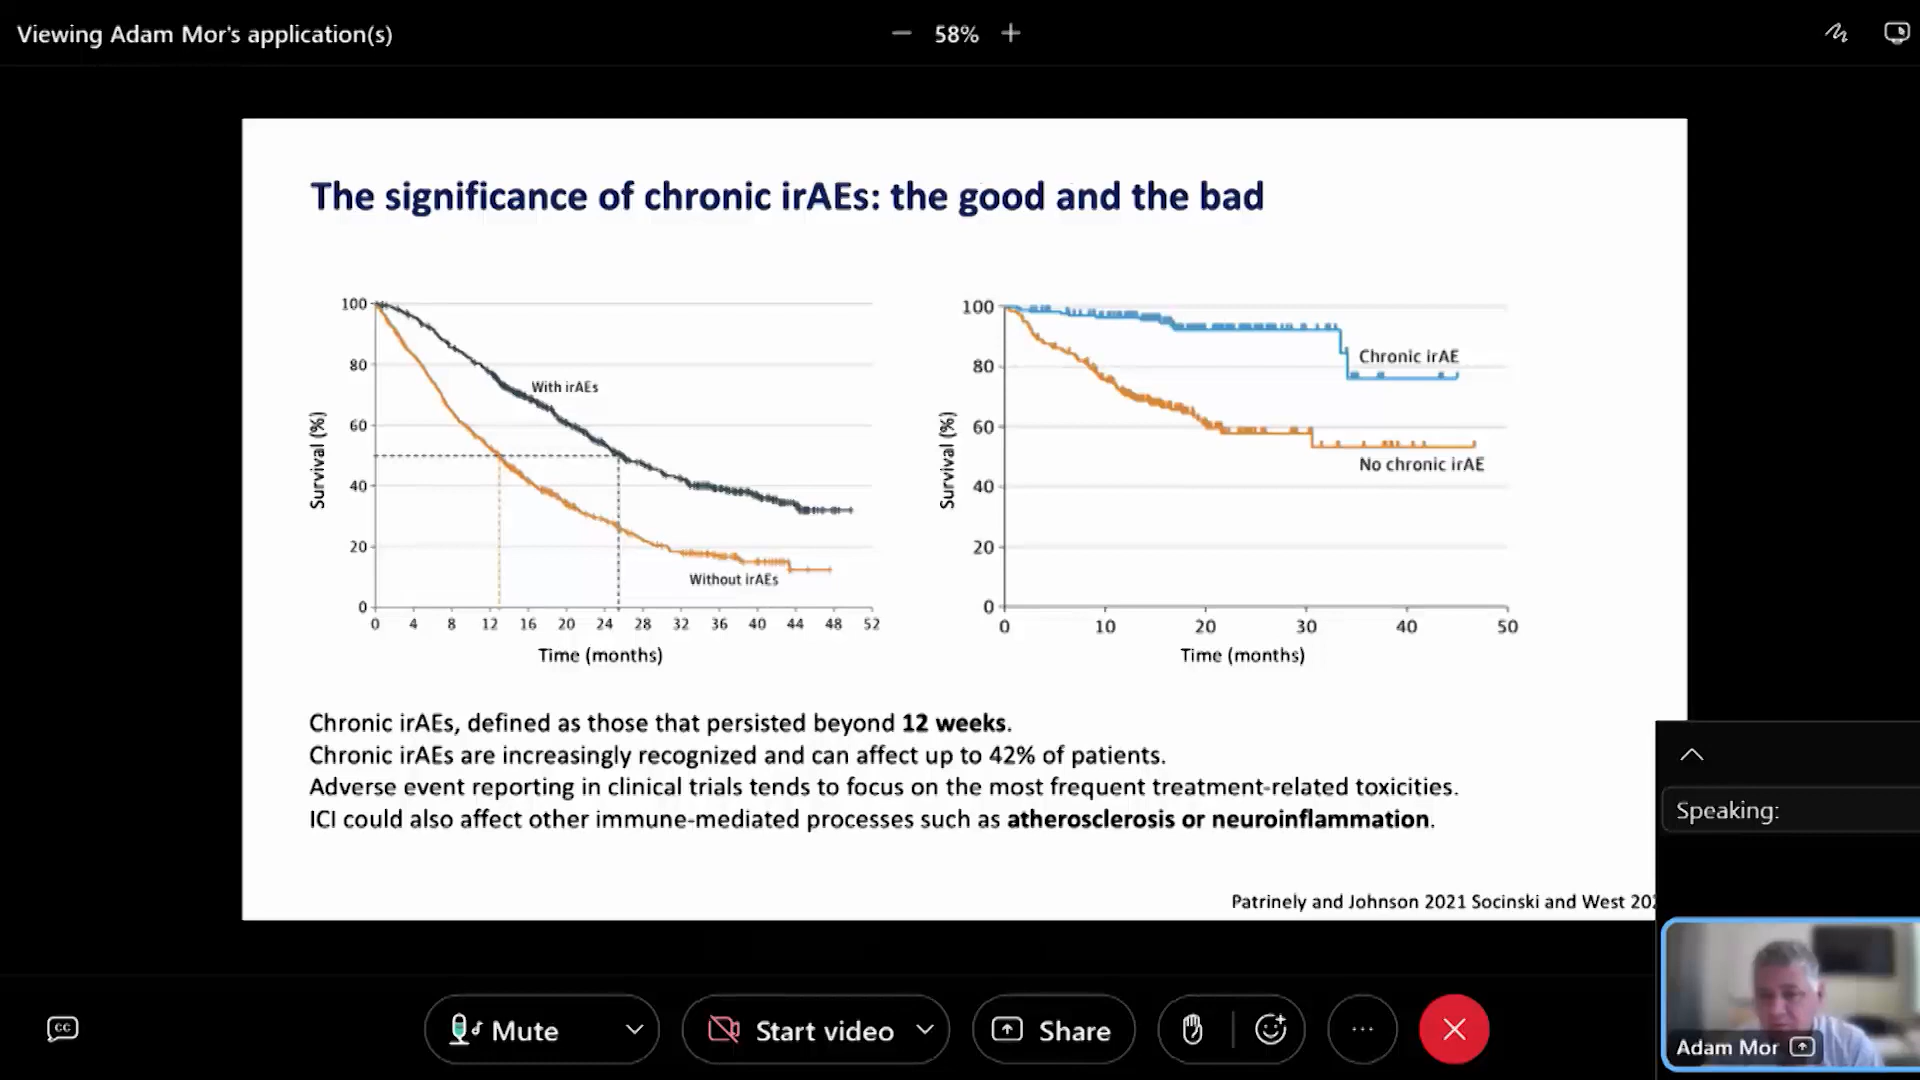 Viewing Adam Mor's application(s)
58%
The significance of chronic irAEs: the good and the bad
100
80
60
40
20
0
Survival (%)
With irAEs
Without irAEs
0 4 8 12 16 20 24 28 32 36 40 44 48 52
Time (months)
100
80
60
40
20
0
Survival (%)
Chronic irAE
No chronic irAE
0 10 20 30 40 50
Time (months)
Chronic irAEs, defined as those that persisted beyond 12 weeks.
Chronic irAEs are increasingly recognized and can affect up to 42% of patients.
Adverse event reporting in clinical trials tends to focus on the most frequent treatment-related toxicities.
ICI could also affect other immune-mediated processes such as atherosclerosis or neuroinflammation.
Patrinely and Johnson 2021 Socinski and West
Speaking:
Adam Mor
CC
Mute
Start video
Share